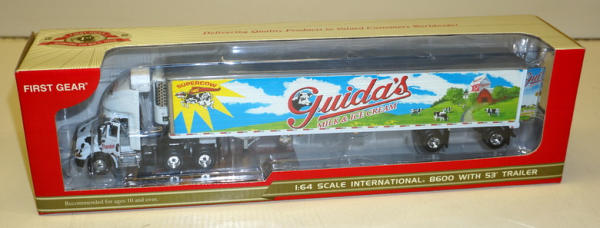 Delivering Quality Products to Valued Customers Worldwide!
FIRST GEAR®
SUPERCOW
Guida's
MILK & ICE CREAM
Guida's
1:64 SCALE INTERNATIONAL® 8600 WITH 53' TRAILER
Recommended for ages 10 and over.